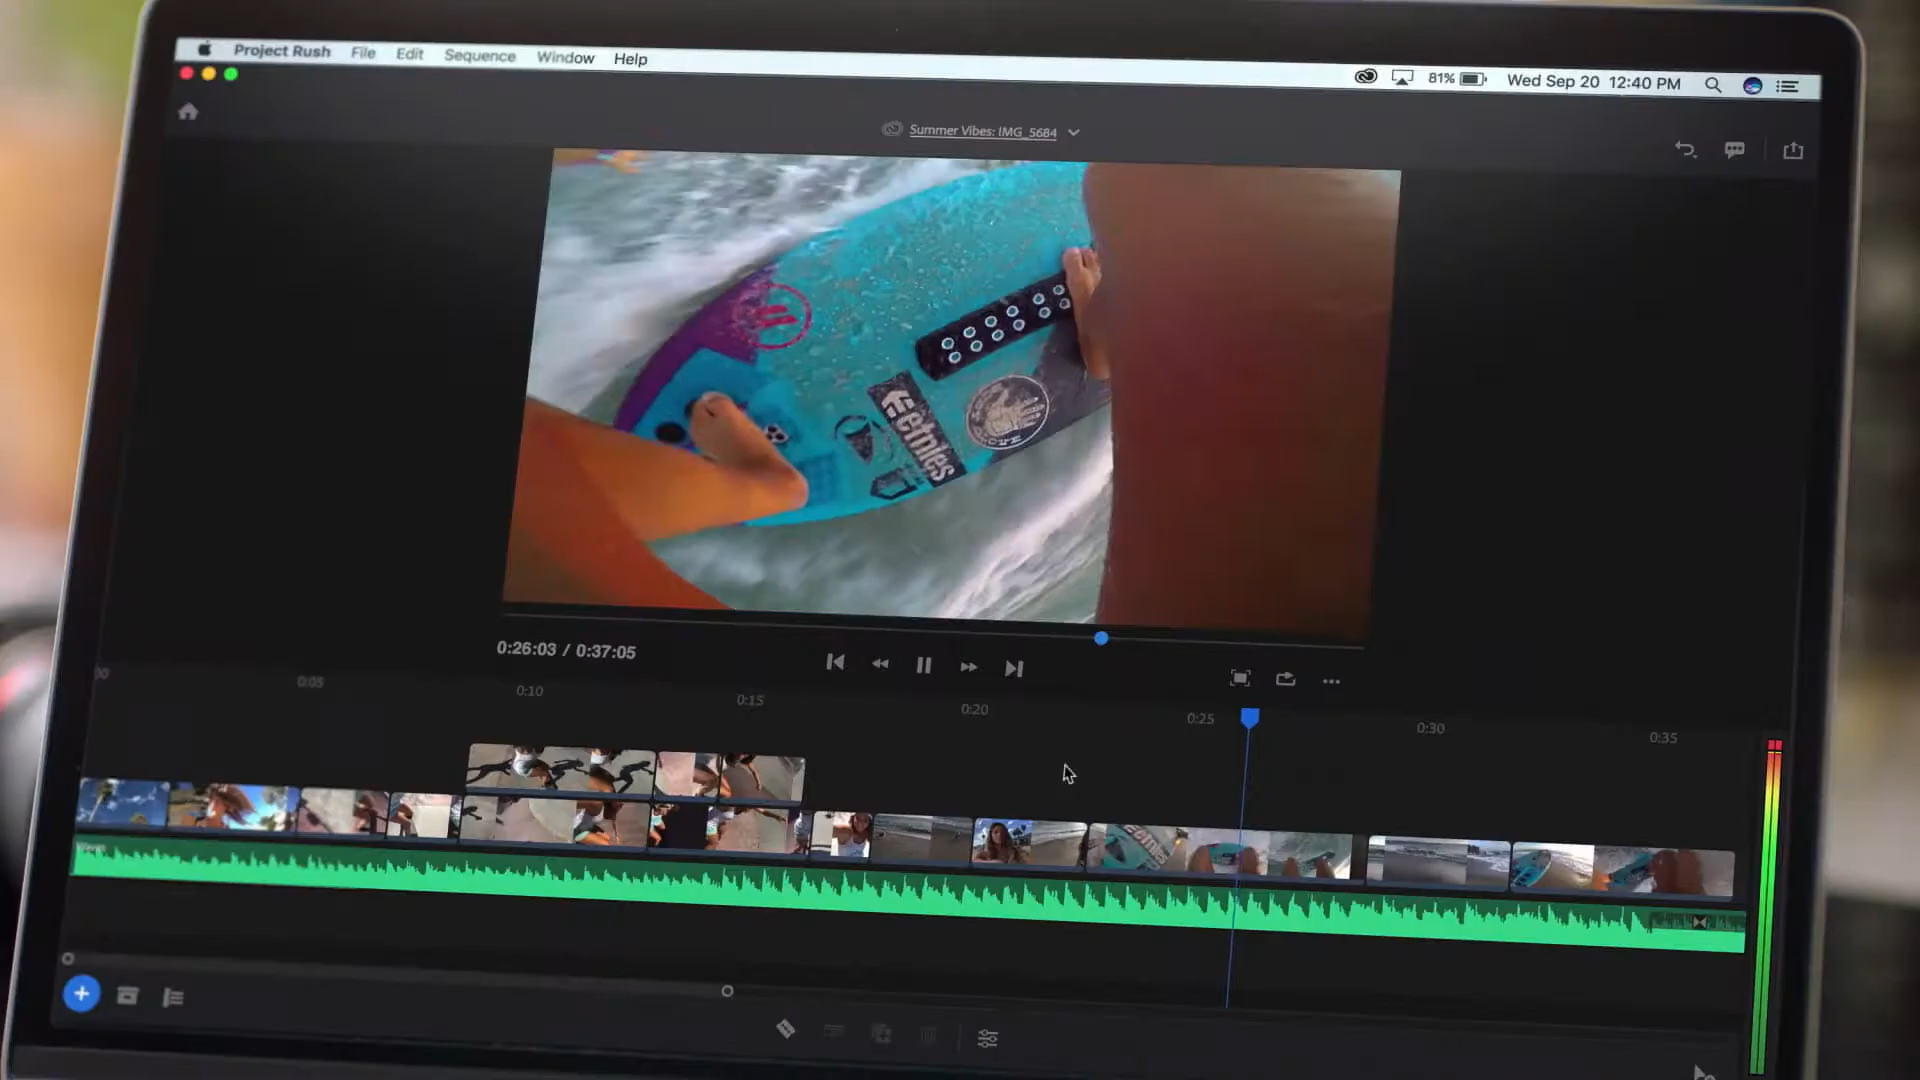 Project Rush File Edit Sequence Window Help 81% Wed Sep 20 12:40 PM
Summer Vibes: IMG_5684
etnies
0:26:03 / 0:37:05
00 0:05 0:10 0:15 0:20 0:25 0:30 0:35